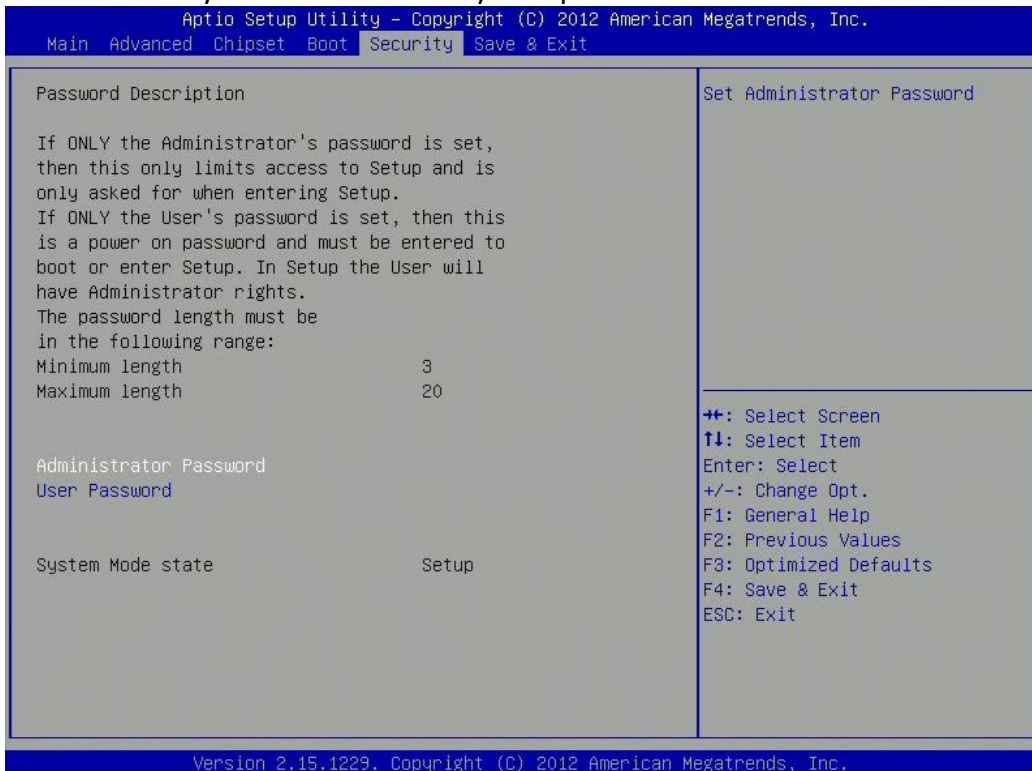 Aptio Setup Utility – Copyright (C) 2012 American Megatrends, Inc.
Main Advanced Chipset Boot Security Save & Exit
Password Description
If ONLY the Administrator's password is set,
then this only limits access to Setup and is
only asked for when entering Setup.
If ONLY the User's password is set, then this
is a power on password and must be entered to
boot or enter Setup. In Setup the User will
have Administrator rights.
The password length must be
in the following range:
Minimum length 3
Maximum length 20
Administrator Password
User Password
System Mode state Setup
Set Administrator Password
→←: Select Screen
↑↓: Select Item
Enter: Select
+/-: Change Opt.
F1: General Help
F2: Previous Values
F3: Optimized Defaults
F4: Save & Exit
ESC: Exit
Version 2.15.1229. Copyright (C) 2012 American Megatrends, Inc.